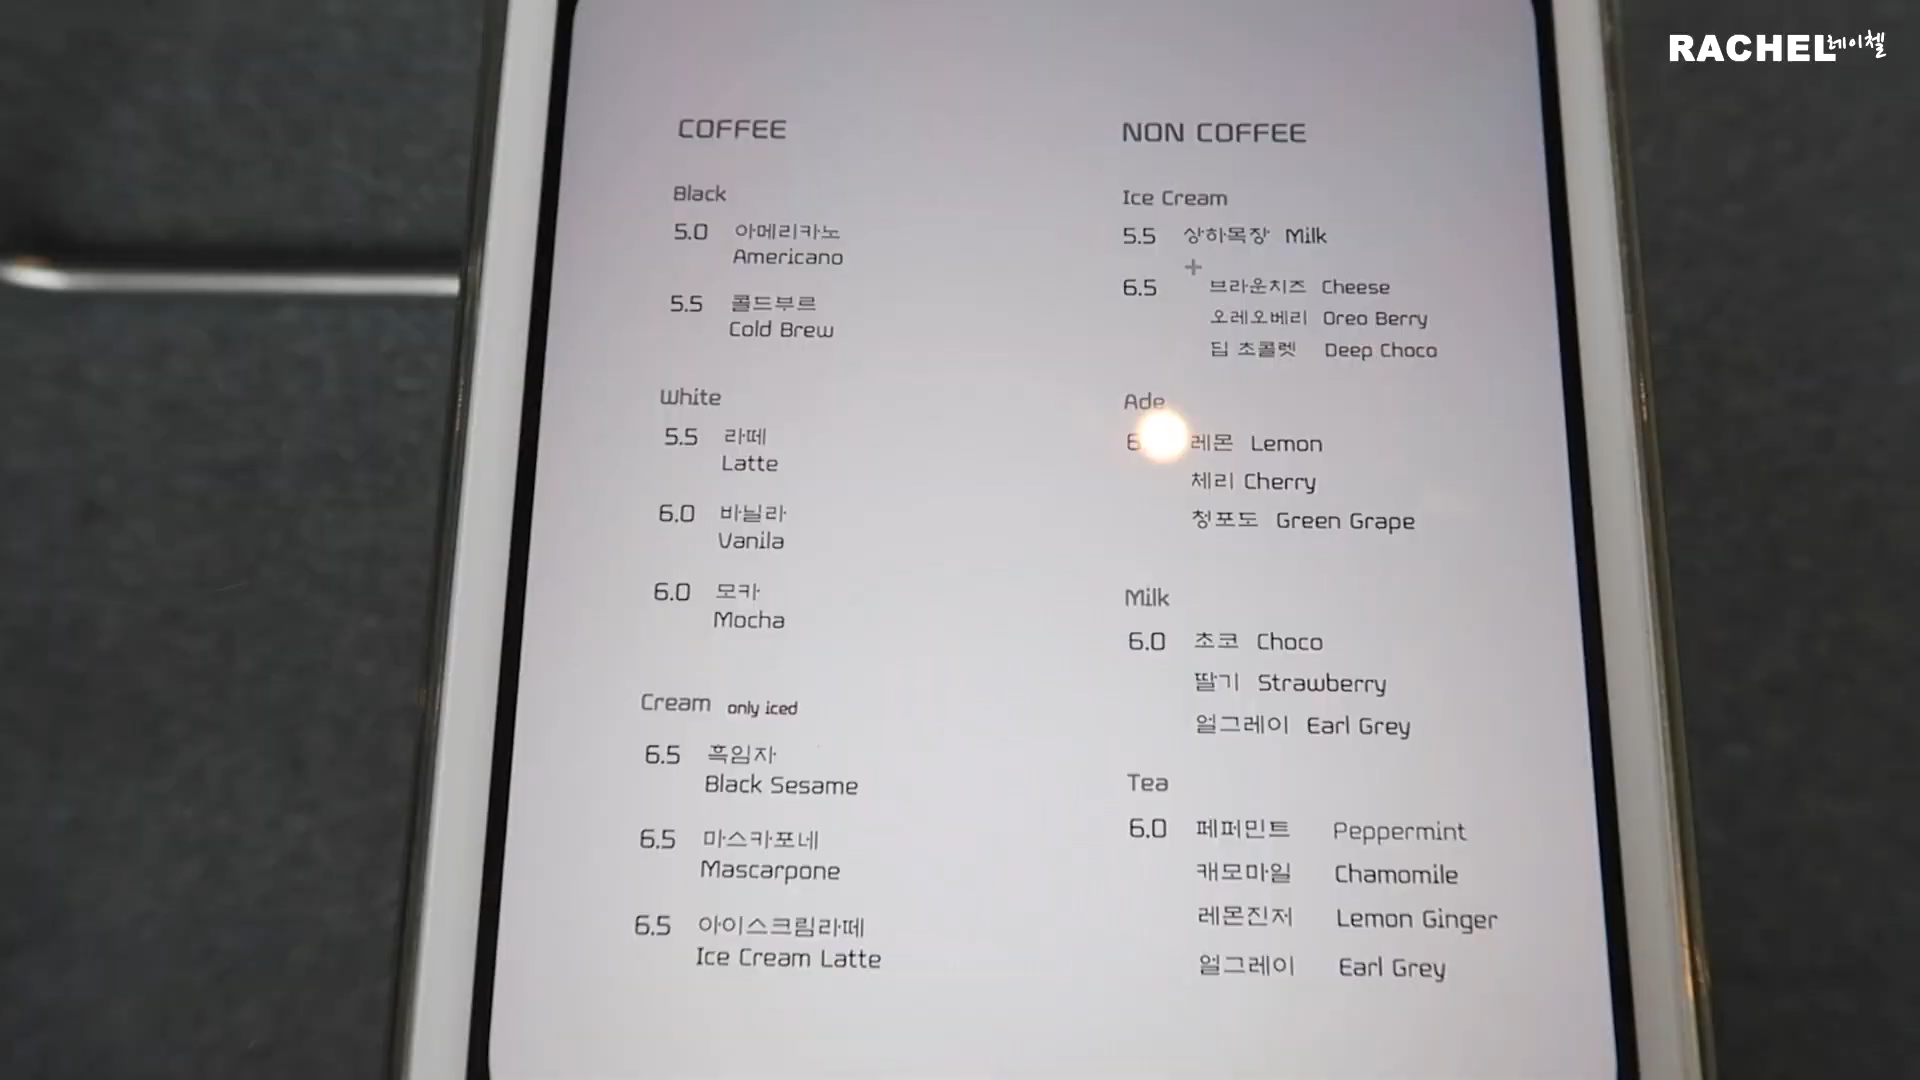 RACHEL레이첼
COFFEE
Black
5.0 아메리카노
Americano
5.5 콜드부르
Cold Brew
White
5.5 라떼
Latte
6.0 바닐라
Vanila
6.0 모카
Mocha
Cream only iced
6.5 흑임자
Black Sesame
6.5 마스카포네
Mascarpone
6.5 아이스크림라떼
Ice Cream Latte
NON COFFEE
Ice Cream
5.5 상하목장 Milk
+
6.5 브라운치즈 Cheese
오레오베리 Oreo Berry
딥 초콜렛 Deep Choco
Ade
레몬 Lemon
체리 Cherry
청포도 Green Grape
Milk
6.0 초코 Choco
딸기 Strawberry
얼그레이 Earl Grey
Tea
6.0 페퍼민트 Peppermint
캐모마일 Chamomile
레몬진저 Lemon Ginger
얼그레이 Earl Grey